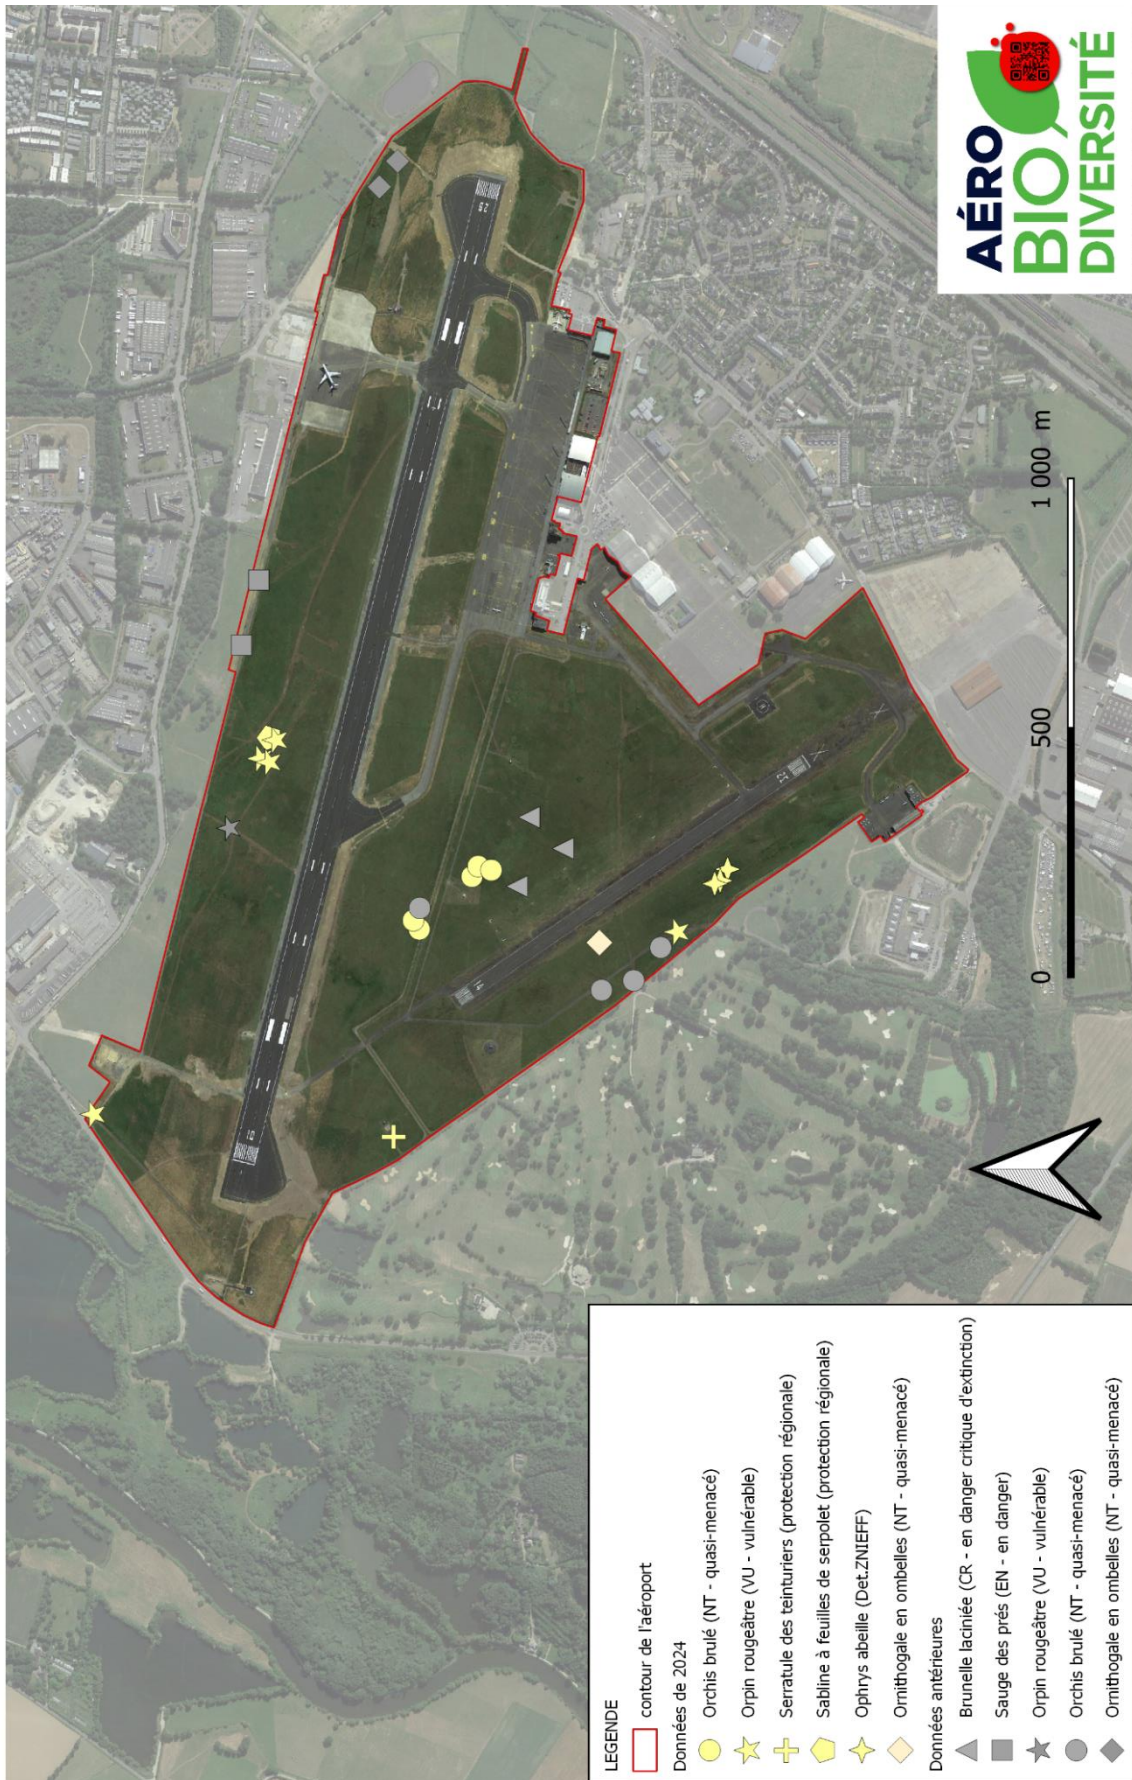 AÉRO
BIO
DIVERSITÉ
LEGENDE
contour de l'aéroport
Données de 2024
Orchis brulé (NT - quasi-menacé)
Orpin rougeâtre (VU - vulnérable)
Serratule des teinturiers (protection régionale)
Sabline à feuilles de serpolet (protection régionale)
Ophrys abeille (Det.ZNIEFF)
Ornithogale en ombelles (NT - quasi-menacé)
Données antérieures
Brunelle laciniée (CR - en danger critique d'extinction)
Sauge des prés (EN - en danger)
Orpin rougeâtre (VU - vulnérable)
Orchis brulé (NT - quasi-menacé)
Ornithogale en ombelles (NT - quasi-menacé)
0 500 1 000 m
14